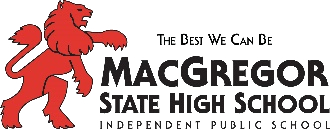 The Best We Can Be
MacGregor
State High School
Independent Public School